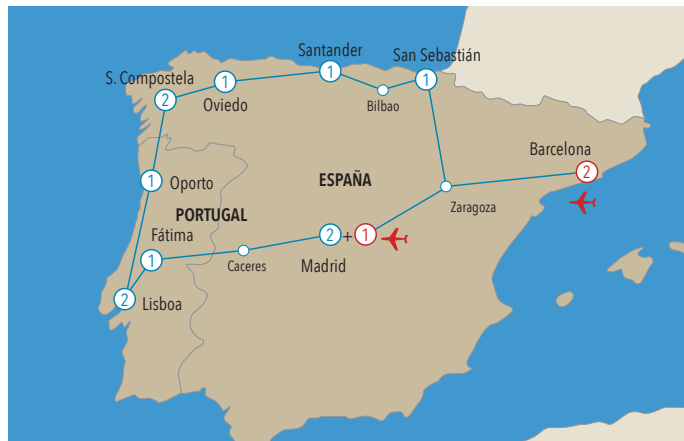 Santander
San Sebastián
S. Compostela
1
1
1
2
Oviedo
Bilbao
Barcelona
2
1
Oporto
ESPAÑA
Zaragoza
PORTUGAL
Fátima
2 + 1
1
Caceres
Madrid
2
Lisboa